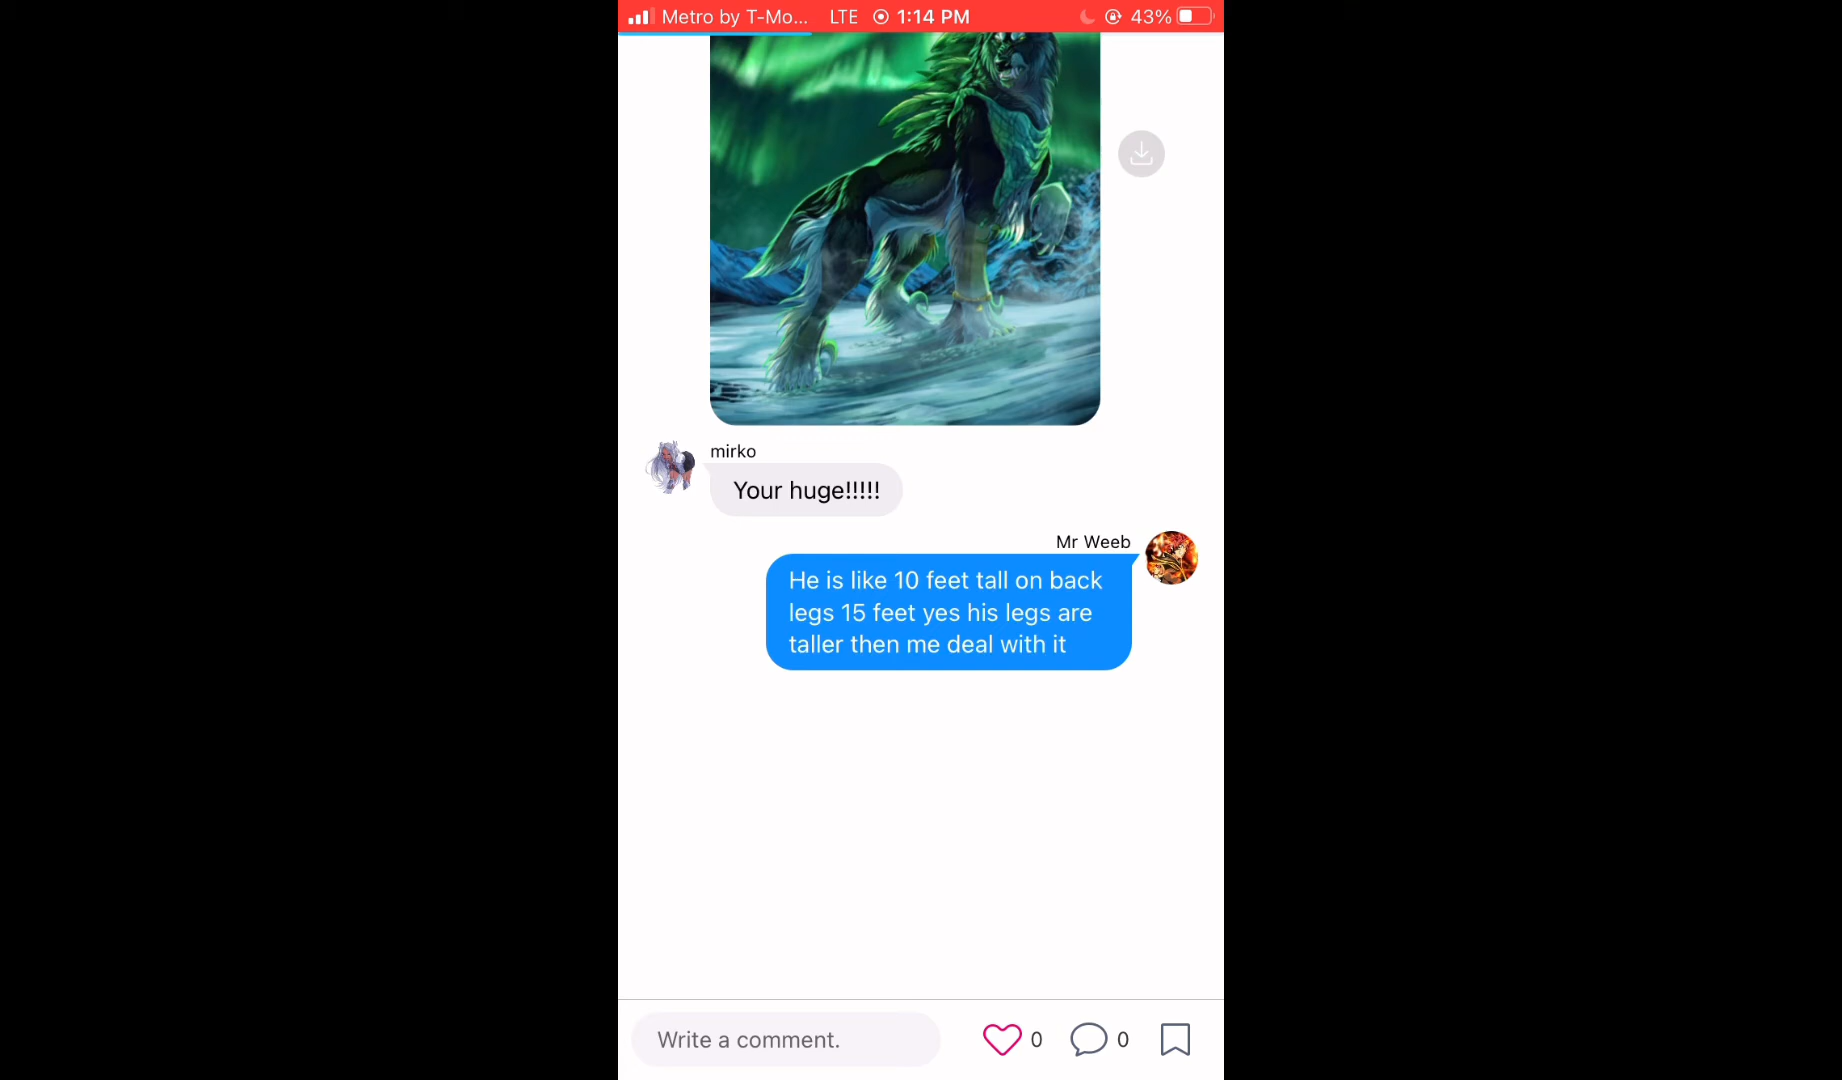 Metro by T-Mo... LTE 1:14 PM 43%
mirko
Your huge!!!!!
Mr Weeb
He is like 10 feet tall on back
legs 15 feet yes his legs are
taller then me deal with it
Write a comment. 0 0